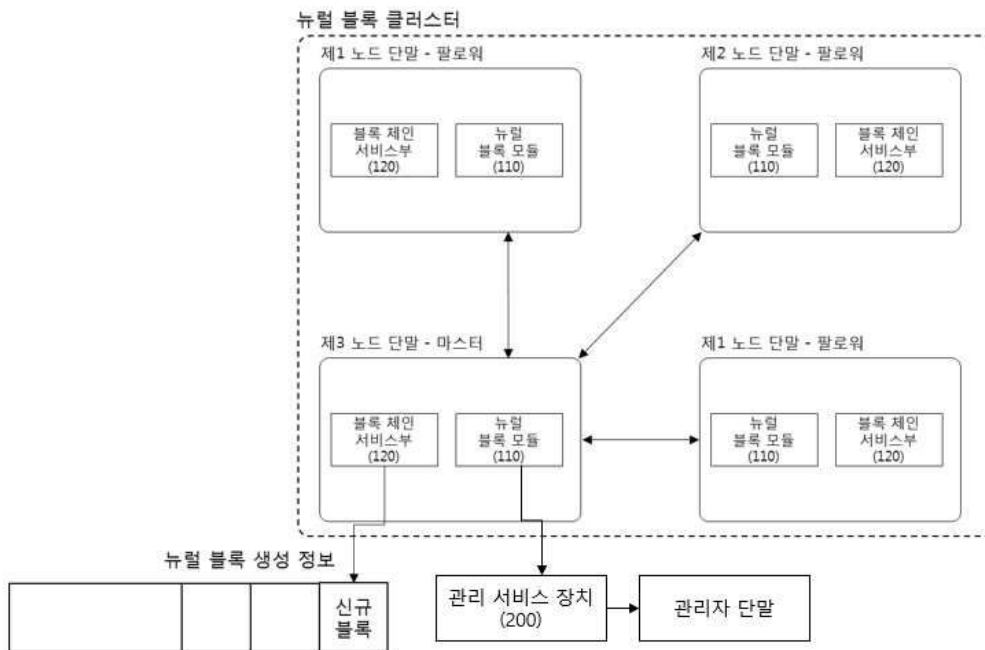 뉴럴 블록 클러스터
제1 노드 단말 - 팔로워
제2 노드 단말 - 팔로워
블록 체인
서비스부
(120)
뉴럴
블록 모듈
(110)
뉴럴
블록 모듈
(110)
블록 체인
서비스부
(120)
제3 노드 단말 - 마스터
제1 노드 단말 - 팔로워
블록 체인
서비스부
(120)
뉴럴
블록 모듈
(110)
뉴럴
블록 모듈
(110)
블록 체인
서비스부
(120)
뉴럴 블록 생성 정보
신규
블록
관리 서비스 장치
(200)
관리자 단말